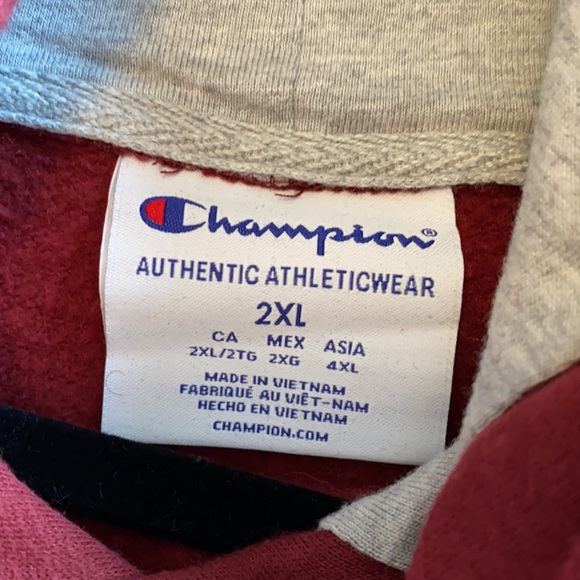 Champion®
AUTHENTIC ATHLETICWEAR
2XL
CA MEX ASIA
2XL/2TG 2XG 4XL
MADE IN VIETNAM
FABRIQUÉ AU VIÊT-NAM
HECHO EN VIETNAM
CHAMPION.COM